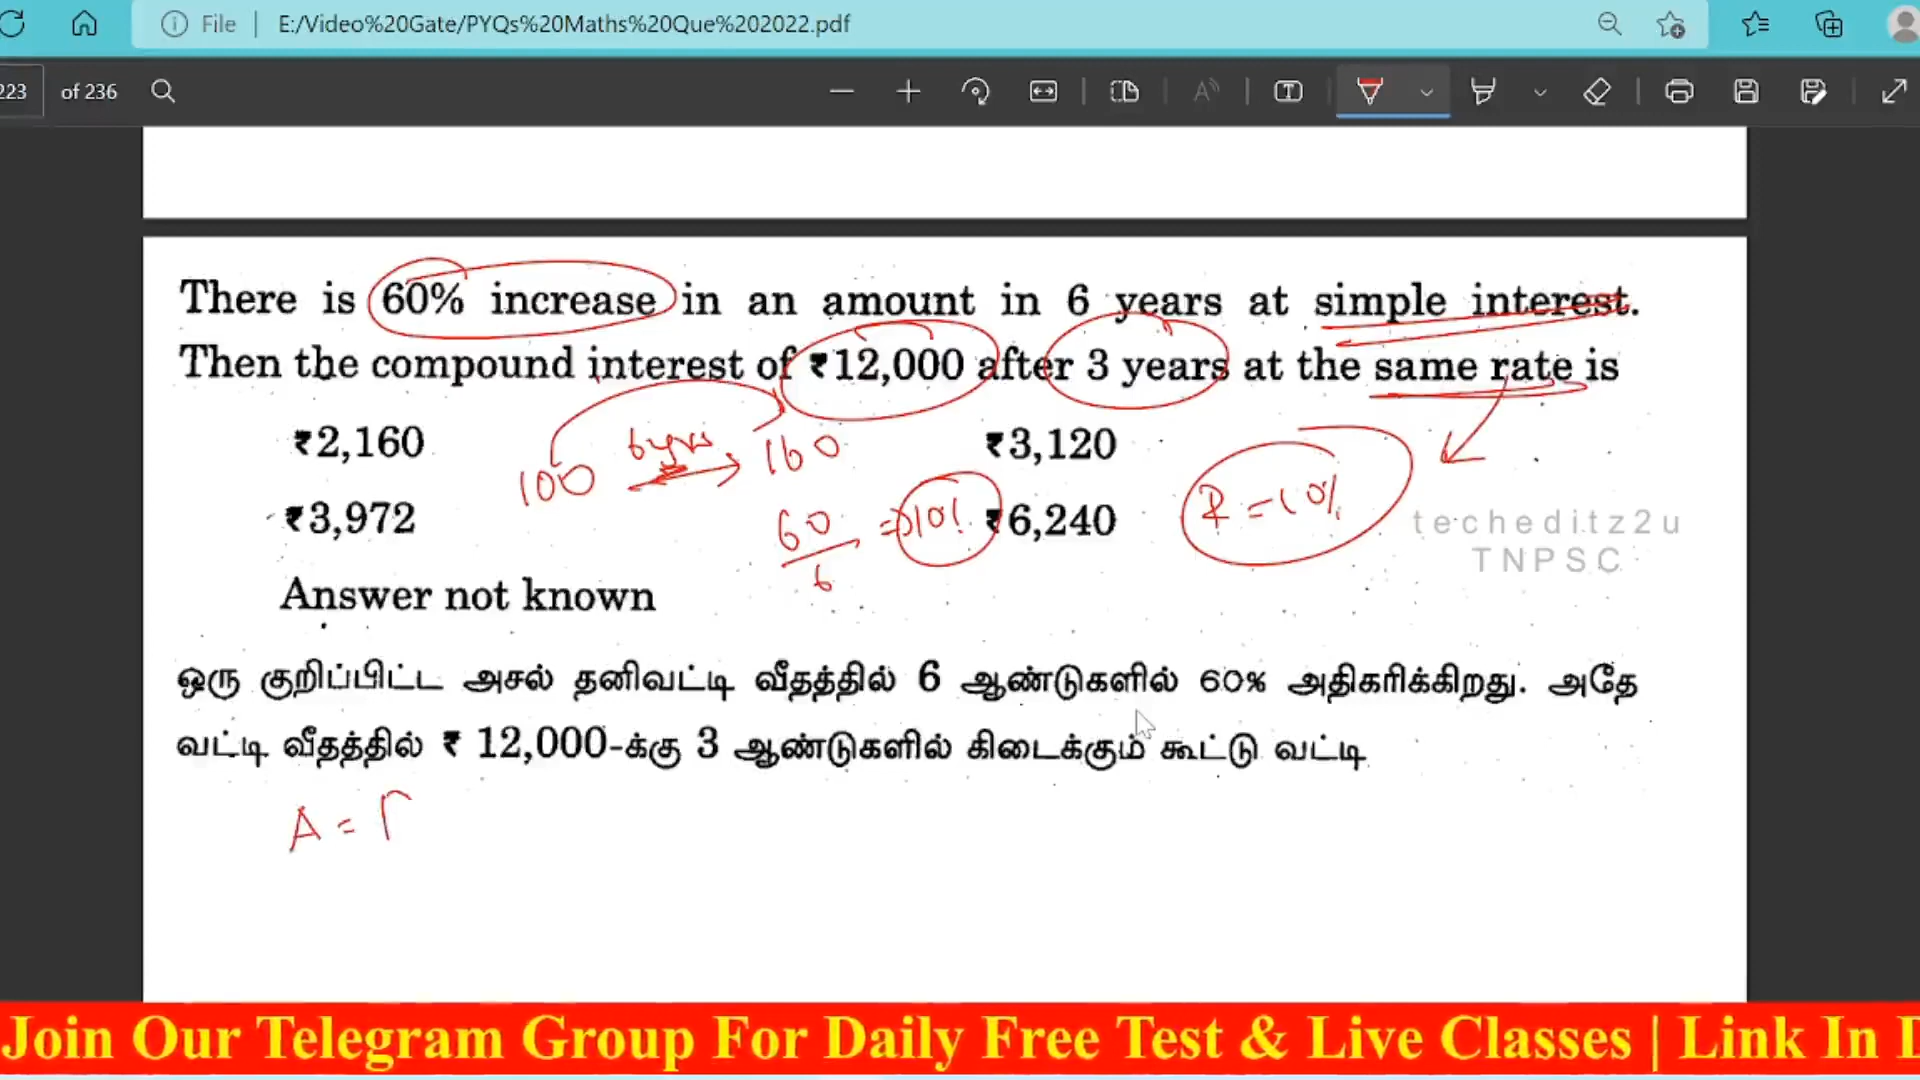 File | E:/Video%20Gate/PYQs%20Maths%20Que%202022.pdf
223 of 236
There is 60% increase in an amount in 6 years at simple interest.
Then the compound interest of ₹12,000 after 3 years at the same rate is
₹2,160 ₹3,120
100 6yrs 160
₹3,972 ₹6,240
60/6 => 10%
R = 10%
techeditz2u
TNPSC
Answer not known
ஒரு குறிப்பிட்ட அசல் தனிவட்டி வீதத்தில் 6 ஆண்டுகளில் 60% அதிகரிக்கிறது. அதே
வட்டி வீதத்தில் ₹ 12,000-க்கு 3 ஆண்டுகளில் கிடைக்கும் கூட்டு வட்டி
A =
Join Our Telegram Group For Daily Free Test & Live Classes | Link In